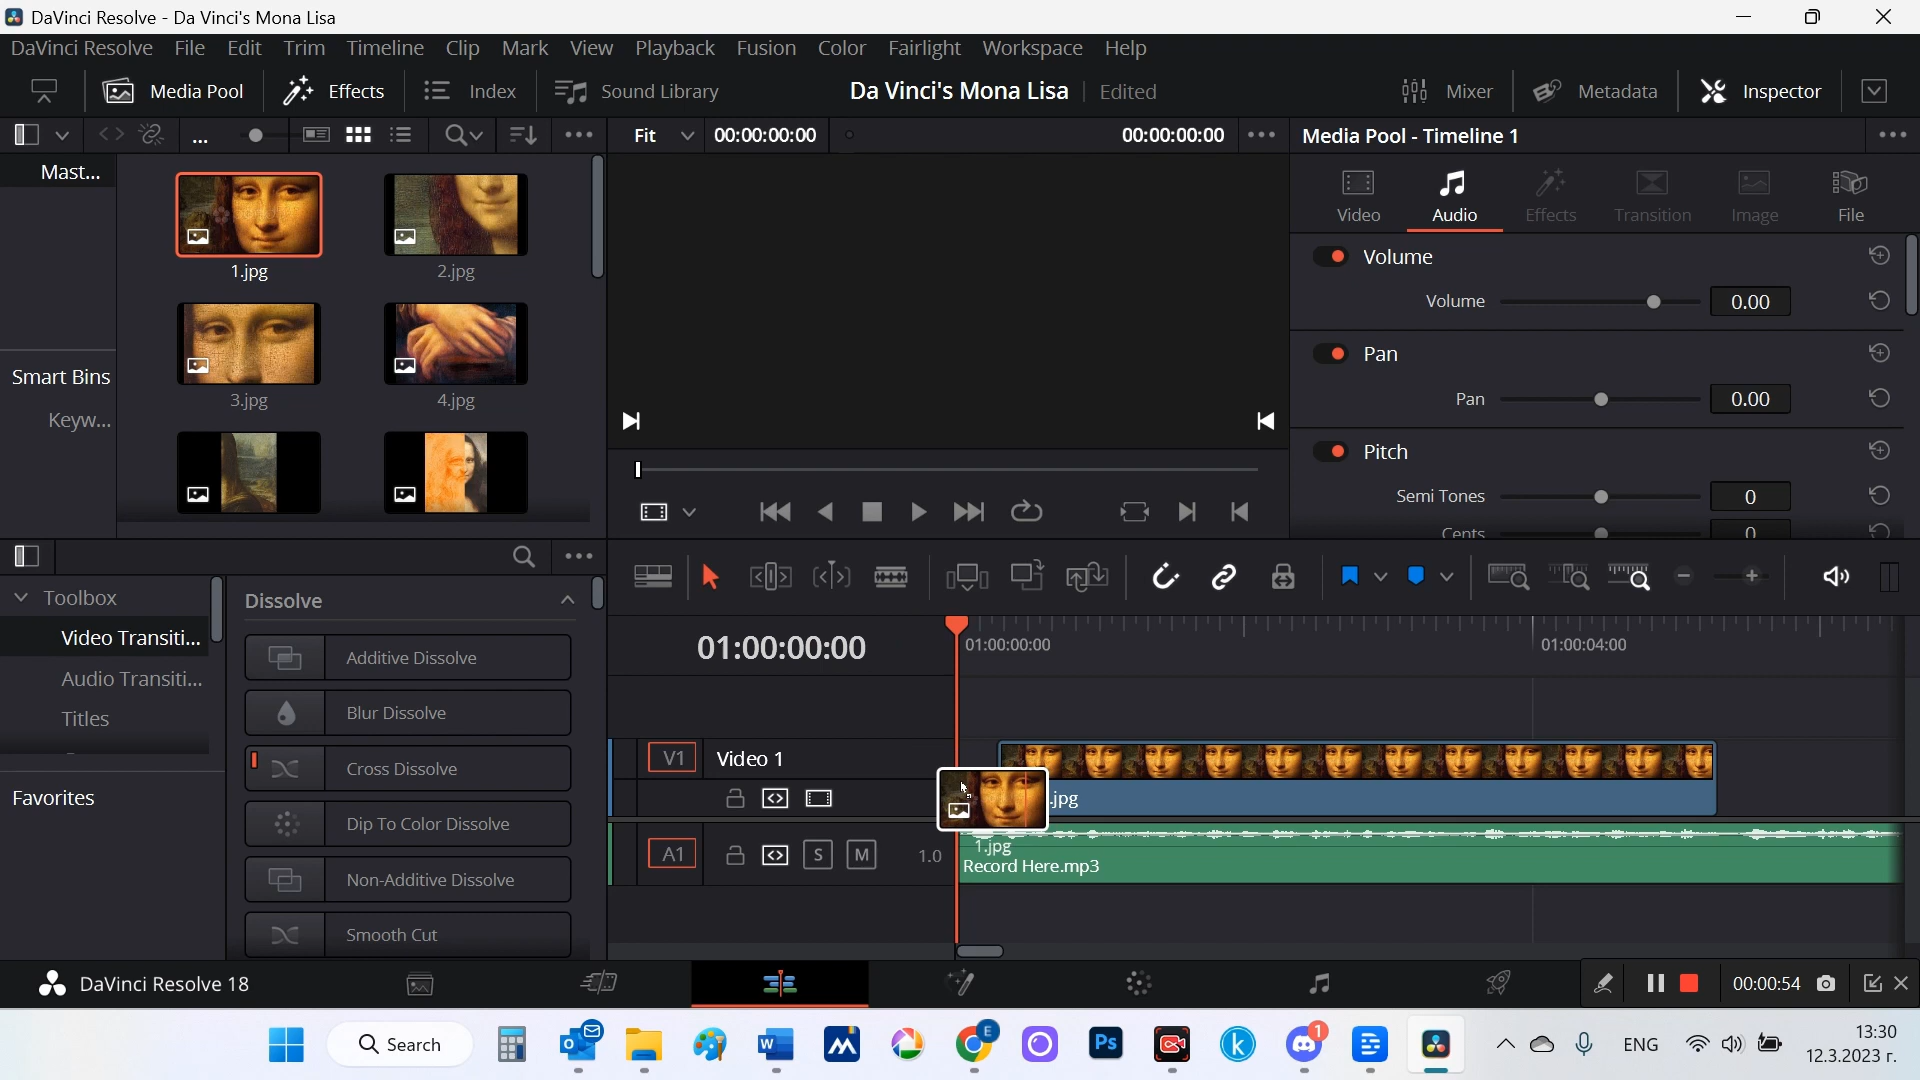 DaVinci Resolve - Da Vinci's Mona Lisa
DaVinci Resolve File Edit Trim Timeline Clip Mark View Playback Fusion Color Fairlight Workspace Help
Media Pool Effects Index Sound Library Da Vinci's Mona Lisa Edited Mixer Metadata Inspector
... Fit 00:00:00:00 00:00:00:00 Media Pool - Timeline 1
Mast...
1.jpg 2.jpg
3.jpg 4.jpg
Smart Bins
Keyw...
Video Audio Effects Transition Image File
Volume
Volume 0.00
Pan
Pan 0.00
Pitch
Semi Tones 0
Cents 0
Toolbox
Video Transiti...
Audio Transiti...
Titles
Favorites
Dissolve
Additive Dissolve
Blur Dissolve
Cross Dissolve
Dip To Color Dissolve
Non-Additive Dissolve
Smooth Cut
01:00:00:00 01:00:00:00 01:00:04:00
V1 Video 1
.jpg
1.jpg
A1 S M 1.0
Record Here.mp3
DaVinci Resolve 18 00:00:54
Search E W Ps k 1 ENG 13:30
12.3.2023 г.